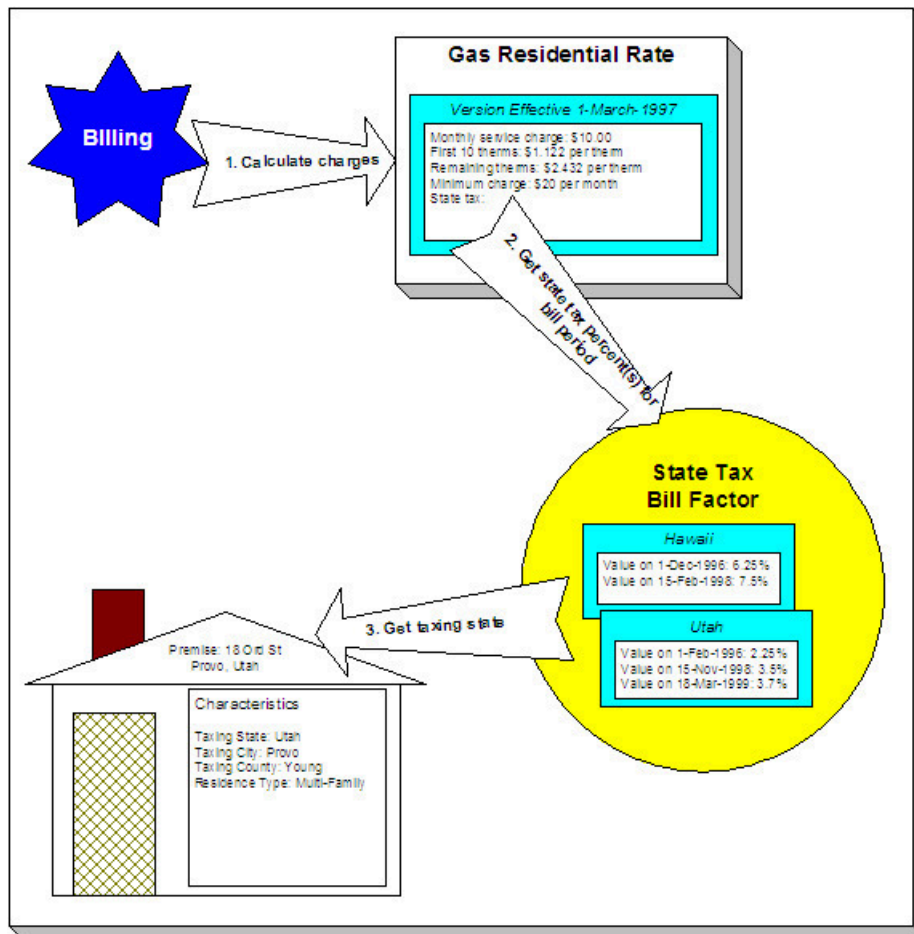 Gas Residential Rate
Version Effective 1-March-1997
Billing
Monthly service charge: $10.00
First 10 therms: $1.122 per therm
Remaining therms: $2.432 per therm
Minimum charge: $20 per month
State tax:
1. Calculate charges
2. Get state tax percent(s) for
bill period
State Tax
Bill Factor
Hawaii
Value on 1-Dec-1996: 6.25%
Value on 15-Feb-1998: 7.5%
Utah
Value on 1-Feb-1996: 2.25%
Value on 15-Nov-1998: 3.5%
Value on 18-Mar-1999: 3.7%
3. Get taxing state
Premise: 18 Ord St
Provo, Utah
Characteristics
Taxing State: Utah
Taxing City: Provo
Taxing County: Young
Residence Type: Multi-Family